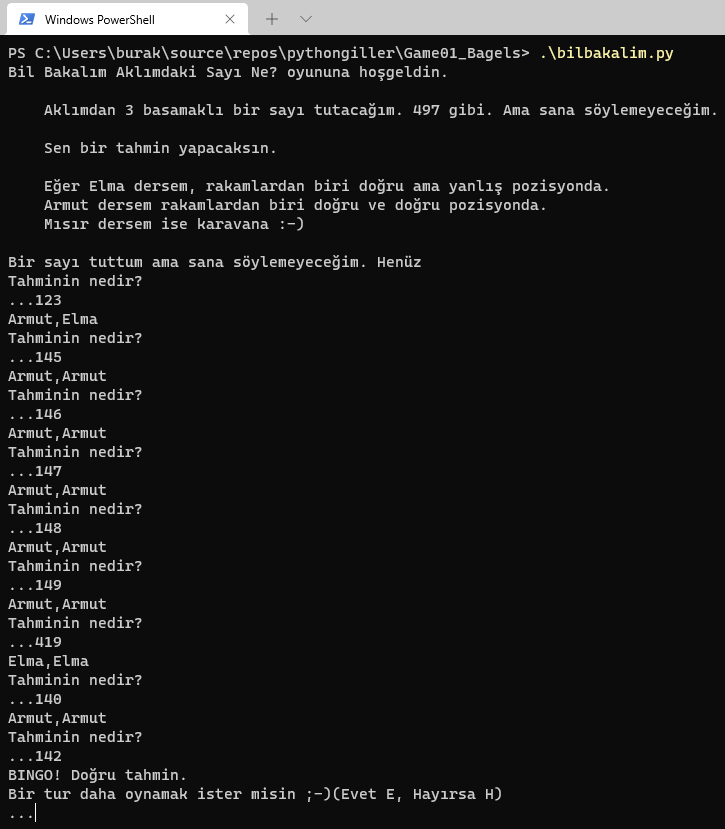 Windows PowerShell
PS C:\Users\burak\source\repos\pythongiller\Game01_Bagels> .\bilbakalim.py
Bil Bakalım Aklımdaki Sayı Ne? oyununa hoşgeldin.
Aklımdan 3 basamaklı bir sayı tutacağım. 497 gibi. Ama sana söylemeyeceğim.
Sen bir tahmin yapacaksın.
Eğer Elma dersem, rakamlardan biri doğru ama yanlış pozisyonda.
Armut dersem rakamlardan biri doğru ve doğru pozisyonda.
Mısır dersem ise karavana :-)
Bir sayı tuttum ama sana söylemeyeceğim. Henüz
Tahminin nedir?
...123
Armut,Elma
Tahminin nedir?
...145
Armut,Armut
Tahminin nedir?
...146
Armut,Armut
Tahminin nedir?
...147
Armut,Armut
Tahminin nedir?
...148
Armut,Armut
Tahminin nedir?
...149
Armut,Armut
Tahminin nedir?
...419
Elma,Elma
Tahminin nedir?
...140
Armut,Armut
Tahminin nedir?
...142
BINGO! Doğru tahmin.
Bir tur daha oynamak ister misin ;-)(Evet E, Hayırsa H)
...